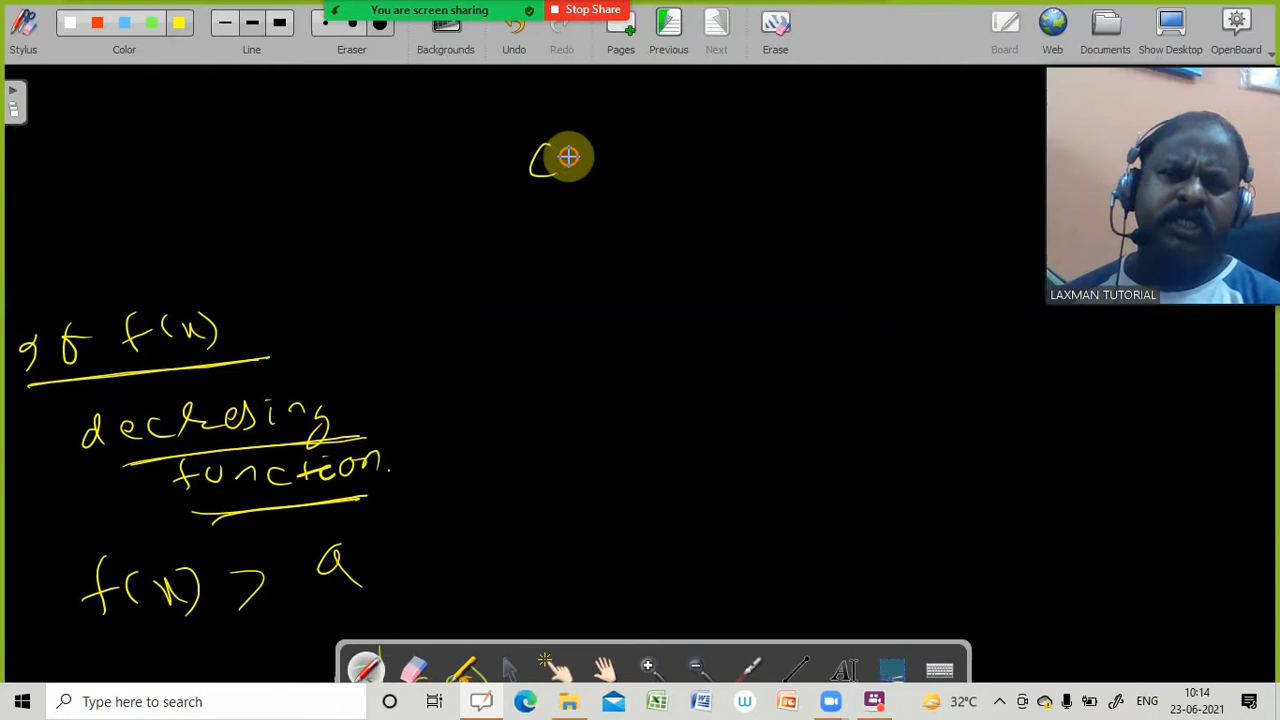 You are screen sharing
Stop Share
Stylus
Color
Line
Eraser
Backgrounds
Undo
Redo
Pages
Previous
Next
Erase
Board
Web
Documents
Show Desktop
OpenBoard
LAXMAN TUTORIAL
f(x)
decresing
function.
f(x) > a
Type here to search
32°C
ENG
10:14
23-06-2021